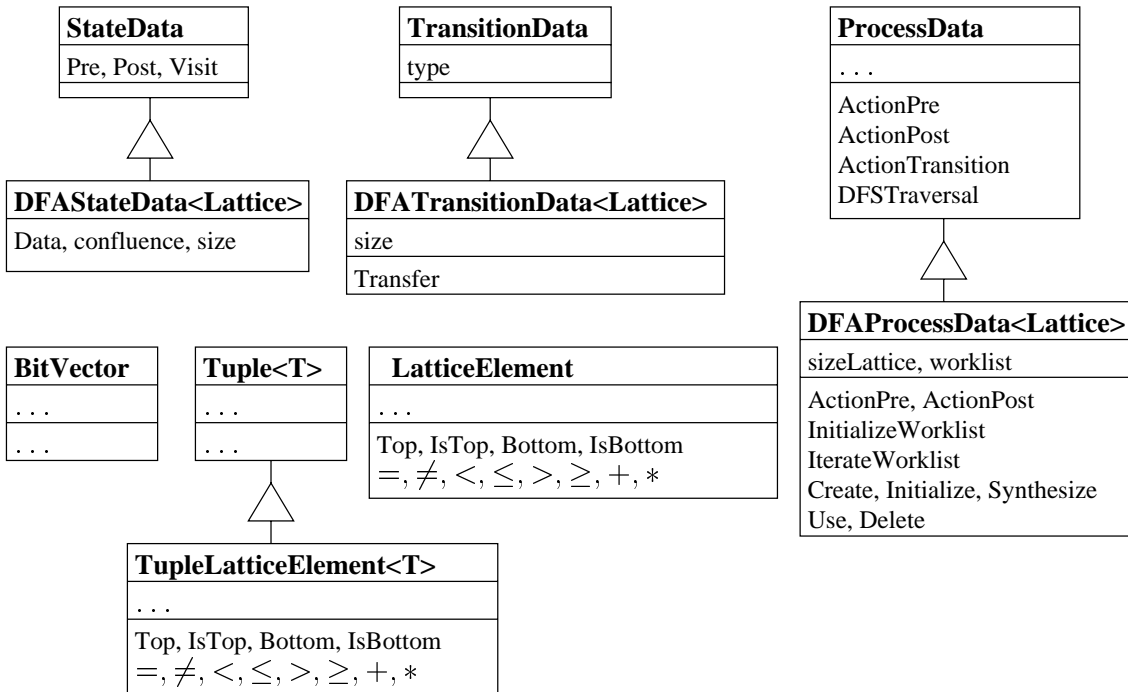 StateData
Pre, Post, Visit
TransitionData
type
ProcessData
. . .
ActionPre
ActionPost
ActionTransition
DFSTraversal
DFAStateData<Lattice>
Data, confluence, size
DFATransitionData<Lattice>
size
Transfer
DFAProcessData<Lattice>
sizeLattice, worklist
ActionPre, ActionPost
InitializeWorklist
IterateWorklist
Create, Initialize, Synthesize
Use, Delete
BitVector
. . .
. . .
Tuple<T>
. . .
. . .
LatticeElement
. . .
Top, IsTop, Bottom, IsBottom
=, ≠, <, ≤, >, ≥, +, *
TupleLatticeElement<T>
. . .
Top, IsTop, Bottom, IsBottom
=, ≠, <, ≤, >, ≥, +, *